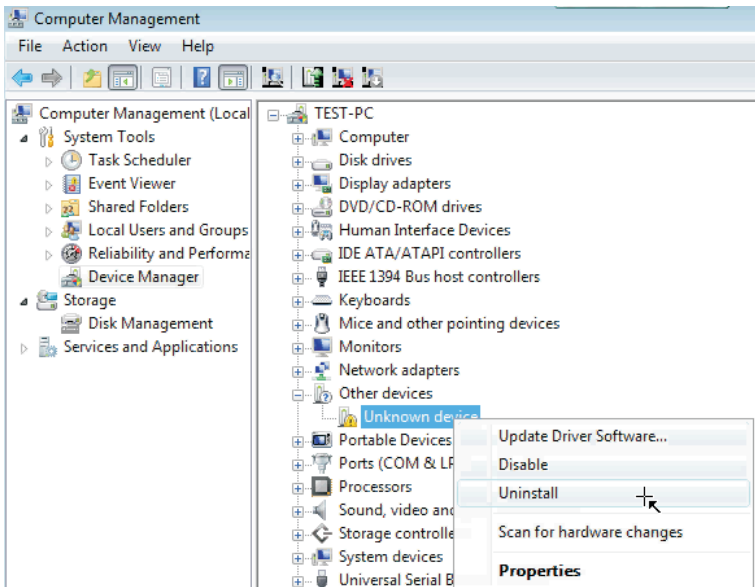 Computer Management
File Action View Help
Computer Management (Local
System Tools
Task Scheduler
Event Viewer
Shared Folders
Local Users and Groups
Reliability and Performa
Device Manager
Storage
Disk Management
Services and Applications
TEST-PC
Computer
Disk drives
Display adapters
DVD/CD-ROM drives
Human Interface Devices
IDE ATA/ATAPI controllers
IEEE 1394 Bus host controllers
Keyboards
Mice and other pointing devices
Monitors
Network adapters
Other devices
Unknown device
Portable Devices
Ports (COM & LP
Processors
Sound, video and
Storage controlle
System devices
Universal Serial B
Update Driver Software...
Disable
Uninstall
Scan for hardware changes
Properties